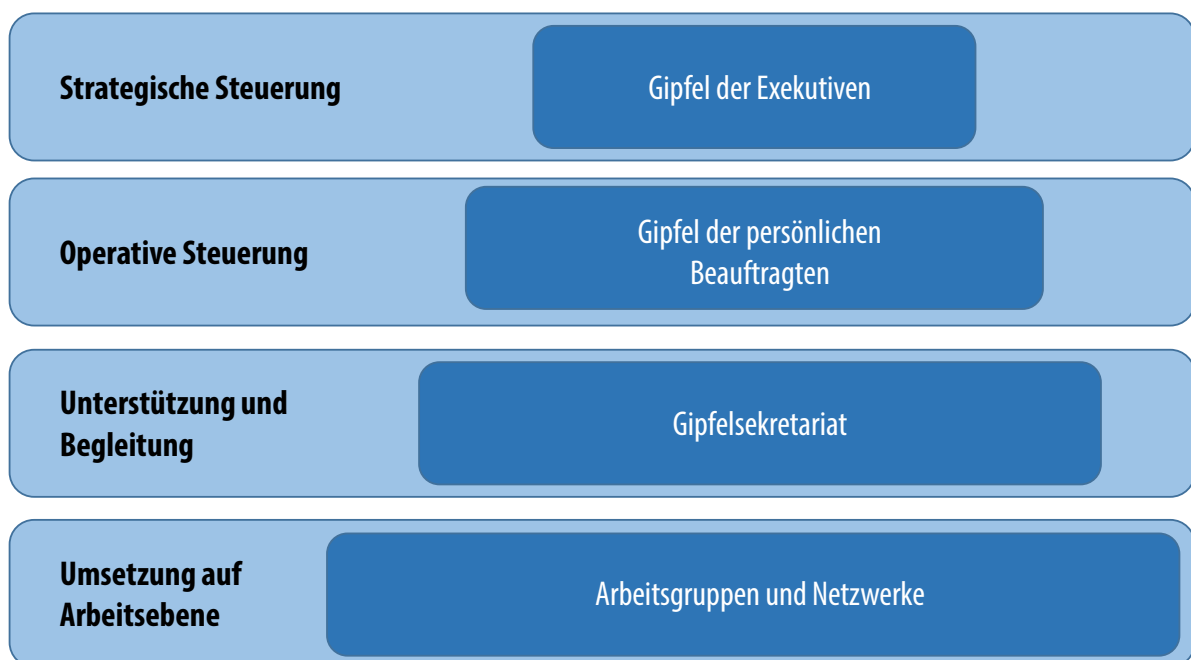 Strategische Steuerung
Gipfel der Exekutiven
Operative Steuerung
Gipfel der persönlichen
Beauftragten
Unterstützung und
Begleitung
Gipfelsekretariat
Umsetzung auf
Arbeitsebene
Arbeitsgruppen und Netzwerke